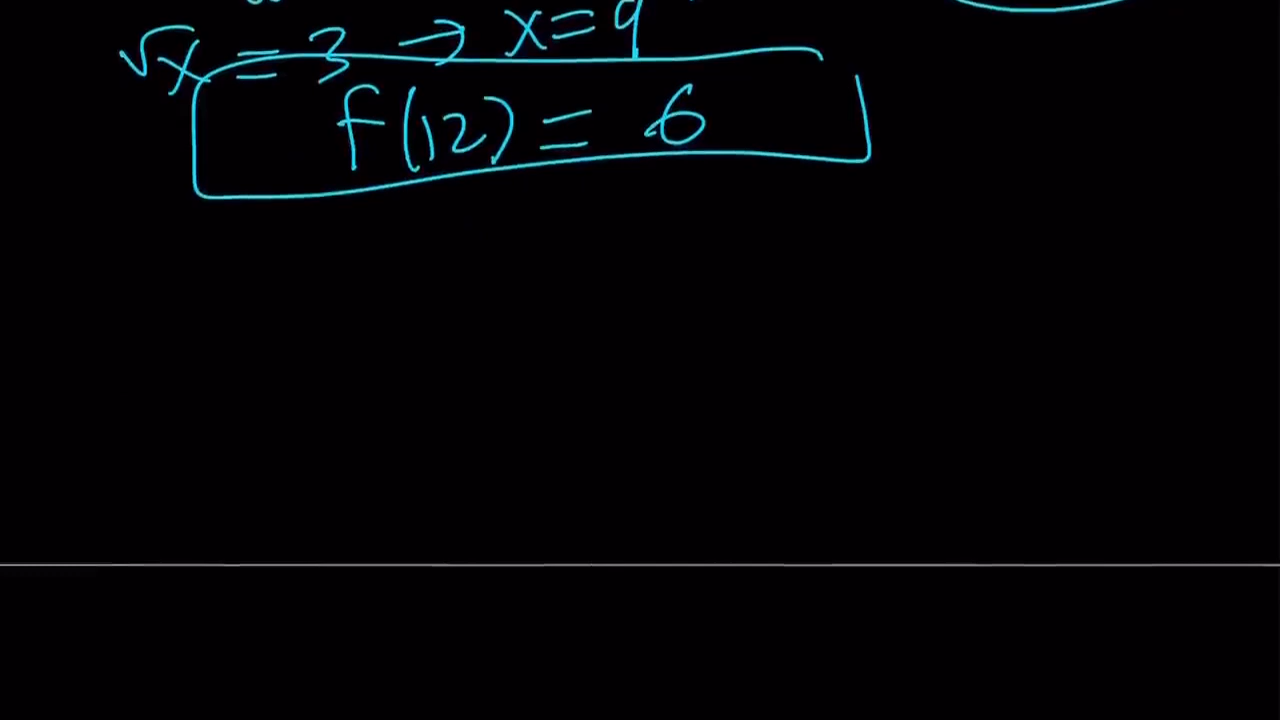 √x = 3 → x = 9
f(12) = 6